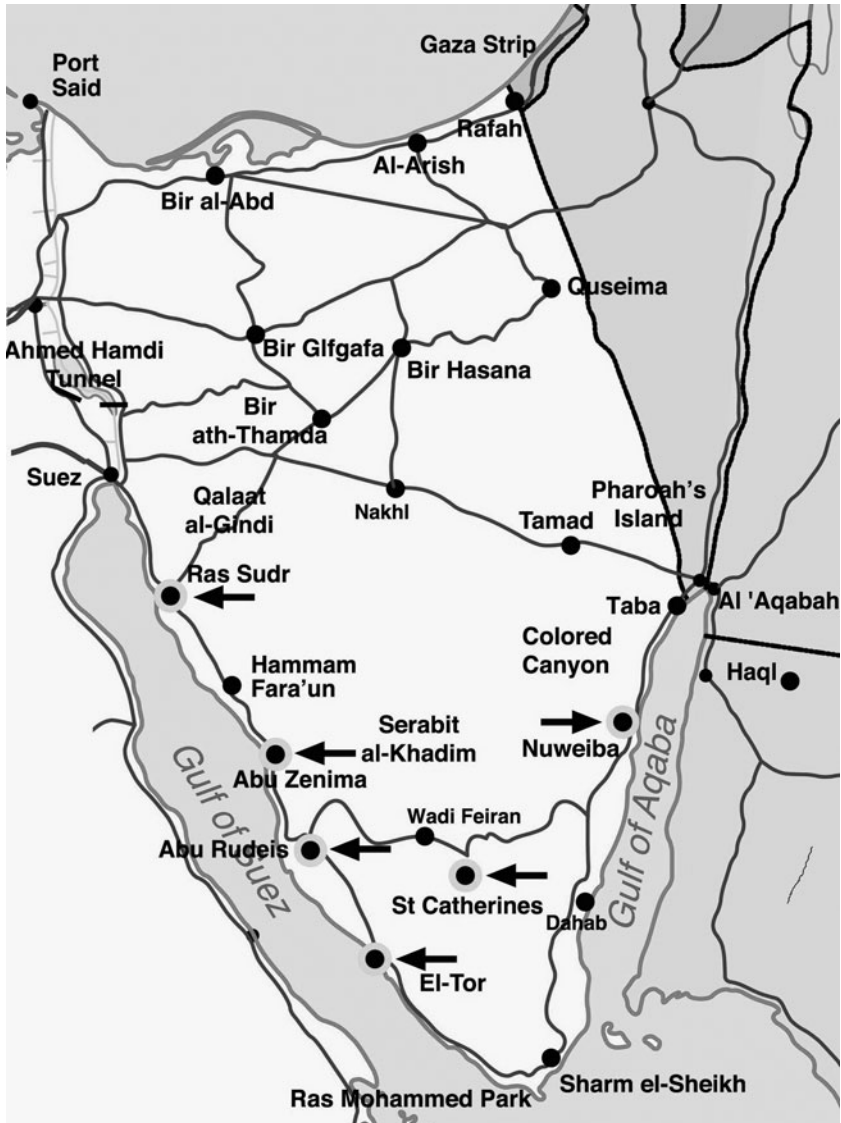 Gaza Strip
Port
Said
Rafah
Al-Arish
Bir al-Abd
Quseima
Ahmed Hamdi
Tunnel
Bir Glfgafa
Bir Hasana
Bir
ath-Thamda
Suez
Qalaat
al-Gindi
Nakhl
Pharoah's
Island
Tamad
Ras Sudr
Taba
Al 'Aqabah
Colored
Canyon
Haql
Hammam
Fara'un
Serabit
al-Khadim
Nuweiba
Abu Zenima
Gulf of Suez
Gulf of Aqaba
Wadi Feiran
Abu Rudeis
St Catherines
Dahab
El-Tor
Sharm el-Sheikh
Ras Mohammed Park